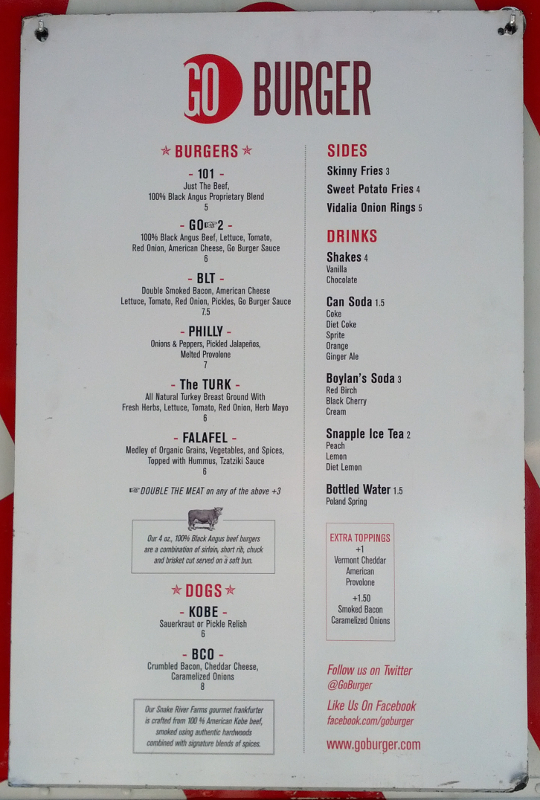 GO BURGER
BURGERS
- 101 -
Just The Beef,
100% Black Angus Proprietary Blend
5
- GO☞2 -
100% Black Angus Beef, Lettuce, Tomato,
Red Onion, American Cheese, Go Burger Sauce
6
- BLT -
Double Smoked Bacon, American Cheese
Lettuce, Tomato, Red Onion, Pickles, Go Burger Sauce
7.5
- PHILLY -
Onions & Peppers, Pickled Jalapeños,
Melted Provolone
7
- The TURK -
All Natural Turkey Breast Ground With
Fresh Herbs, Lettuce, Tomato, Red Onion, Herb Mayo
6
- FALAFEL -
Medley of Organic Grains, Vegetables, and Spices,
Topped with Hummus, Tzatziki Sauce
6
☞ DOUBLE THE MEAT on any of the above +3
Our 4 oz., 100% Black Angus beef burgers
are a combination of sirloin, short rib, chuck
and brisket cut served on a soft bun.
DOGS
- KOBE -
Sauerkraut or Pickle Relish
6
- BCO -
Crumbled Bacon, Cheddar Cheese,
Caramelized Onions
8
Our Snake River Farms gourmet frankfurter
is crafted from 100 % American Kobe beef,
smoked using authentic hardwoods
combined with signature blends of spices.
SIDES
Skinny Fries 3
Sweet Potato Fries 4
Vidalia Onion Rings 5
DRINKS
Shakes 4
Vanilla
Chocolate
Can Soda 1.5
Coke
Diet Coke
Sprite
Orange
Ginger Ale
Boylan's Soda 3
Red Birch
Black Cherry
Cream
Snapple Ice Tea 2
Peach
Lemon
Diet Lemon
Bottled Water 1.5
Poland Spring
EXTRA TOPPINGS
+1
Vermont Cheddar
American
Provolone
+1.50
Smoked Bacon
Caramelized Onions
Follow us on Twitter
@GoBurger
Like Us On Facebook
facebook.com/goburger
www.goburger.com